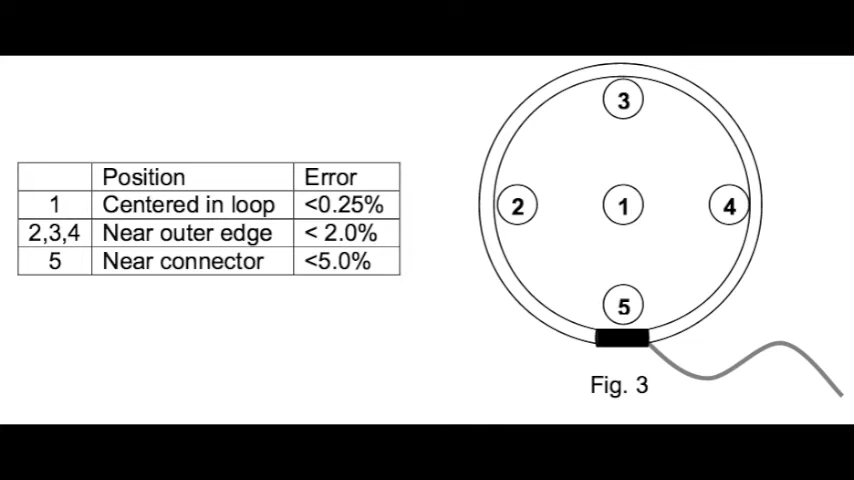 Position Error
1 Centered in loop <0.25%
2,3,4 Near outer edge < 2.0%
5 Near connector <5.0%
3
2 1 4
5
Fig. 3